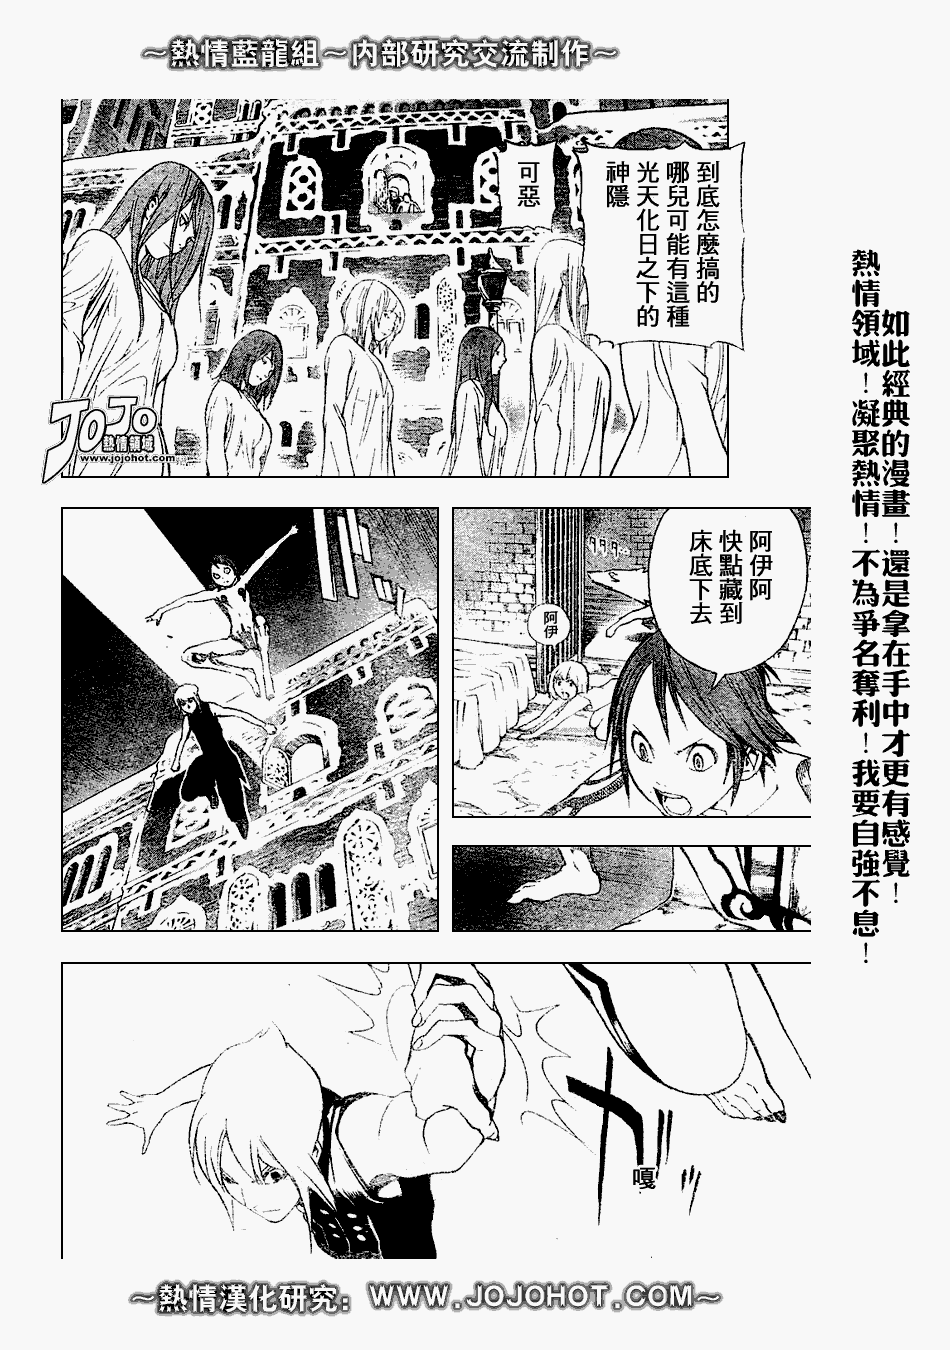 ～熱情藍龍組～內部研究交流制作～
到底怎麼搞的
哪兒可能有這種
光天化日之下的
神隱
可惡
JOJO
熱情領域
www.jojohot.com
阿伊阿
快點藏到
床底下去
阿伊
嘎
如此經典的漫畫！還是拿在手中才更有感覺！
熱情領域！凝聚熱情！不為爭名奪利！我要自強不息！
～熱情漢化研究：WWW.JOJOHOT.COM～